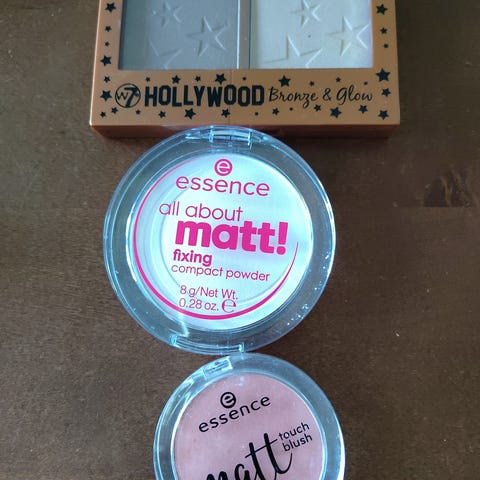 W7 HOLLYWOOD Bronze & Glow
essence
all about
matt!
fixing
compact powder
8 g/Net Wt.
0.28 oz. e
essence
matt touch
blush